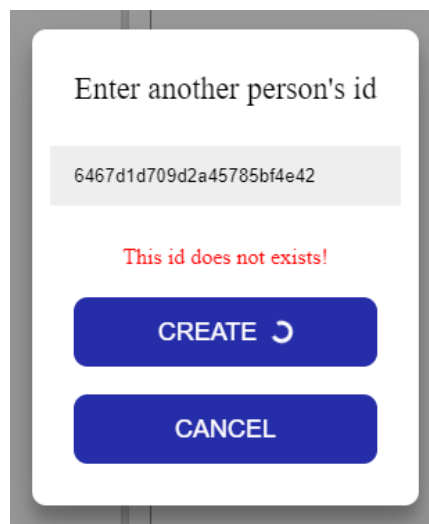 Enter another person's id
6467d1d709d2a45785bf4e42
This id does not exists!
CREATE
CANCEL